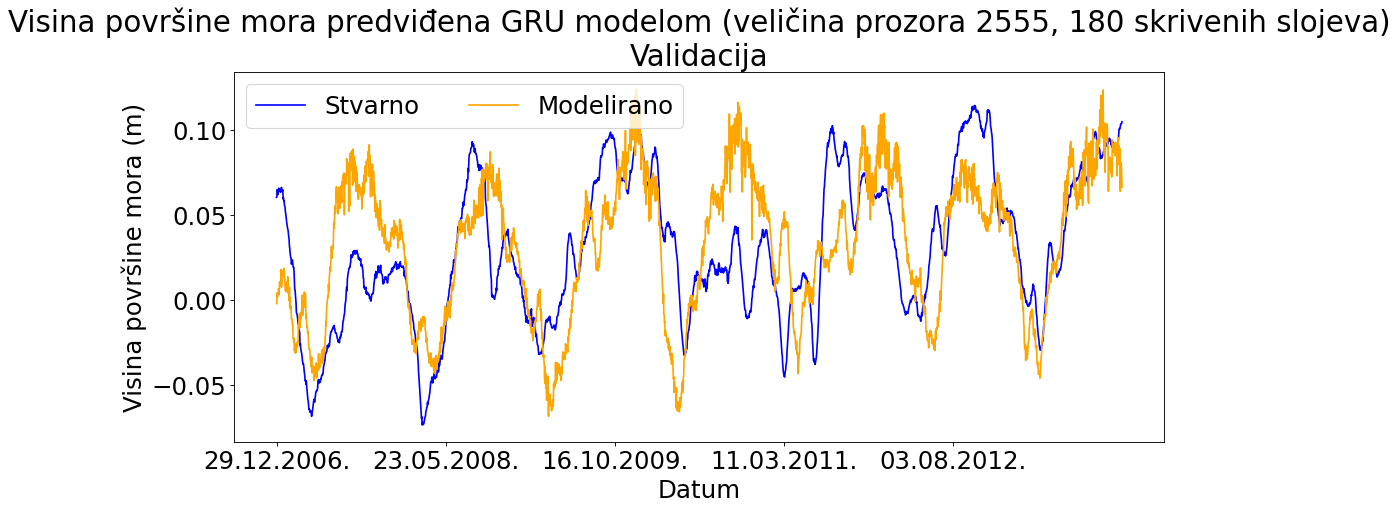 Visina površine mora predviđena GRU modelom (veličina prozora 2555, 180 skrivenih slojeva)
Validacija
Stvarno
Modelirano
Visina površine mora (m)
0.10
0.05
0.00
−0.05
29.12.2006.
23.05.2008.
16.10.2009.
11.03.2011.
03.08.2012.
Datum